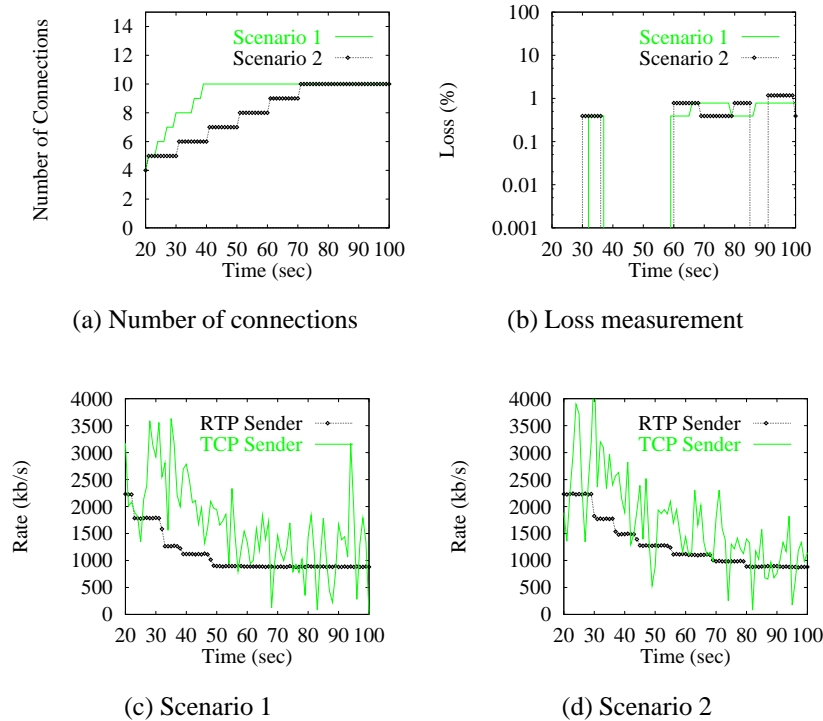 Number of Connections
15
14
12
10
8
6
4
2
0
Scenario 1
Scenario 2
20 30 40 50 60 70 80 90 100
Time (sec)
(a) Number of connections
Loss (%)
100
10
1
0.1
0.01
0.001
Scenario 1
Scenario 2
20 30 40 50 60 70 80 90 100
Time (sec)
(b) Loss measurement
Rate (kb/s)
4000
3500
3000
2500
2000
1500
1000
500
0
RTP Sender
TCP Sender
20 30 40 50 60 70 80 90 100
Time (sec)
(c) Scenario 1
Rate (kb/s)
4000
3500
3000
2500
2000
1500
1000
500
0
RTP Sender
TCP Sender
20 30 40 50 60 70 80 90 100
Time (sec)
(d) Scenario 2